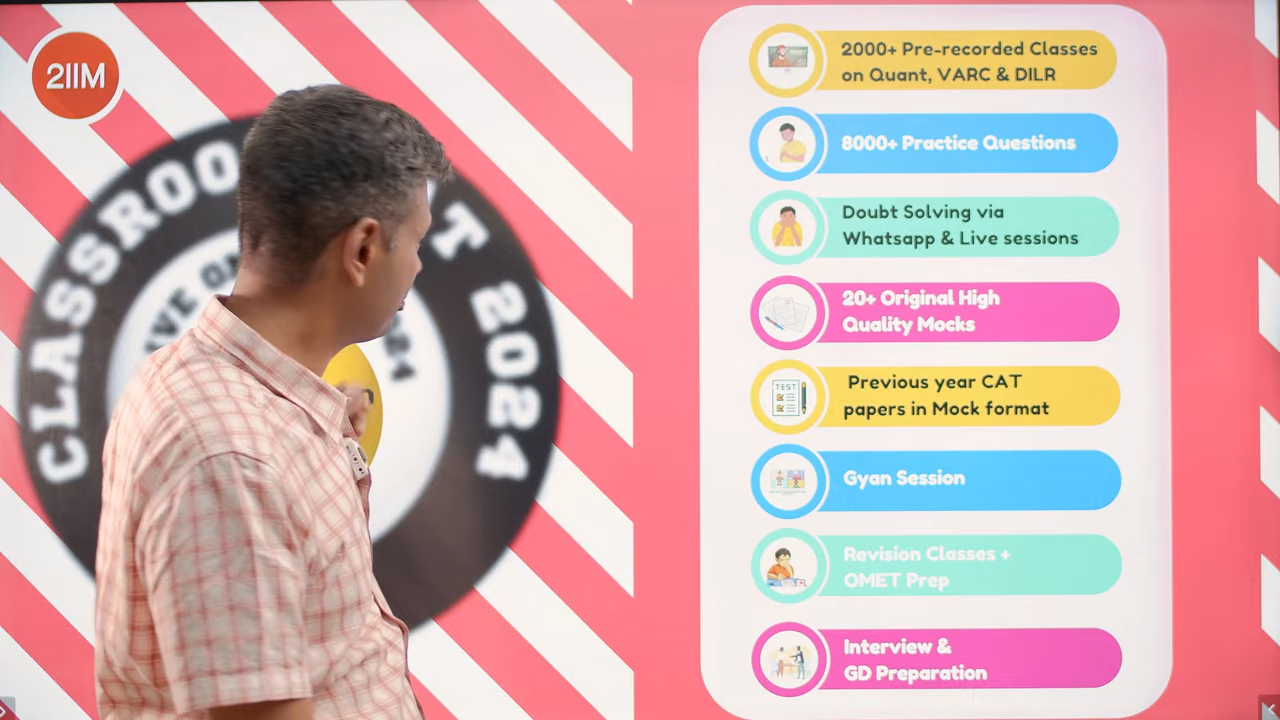 2IIM
CLASSROO
T 2024
2000+ Pre-recorded Classes
on Quant, VARC & DILR
8000+ Practice Questions
Doubt Solving via
Whatsapp & Live sessions
20+ Original High
Quality Mocks
Previous year CAT
papers in Mock format
TEST
Gyan Session
Revision Classes +
OMET Prep
Interview &
GD Preparation